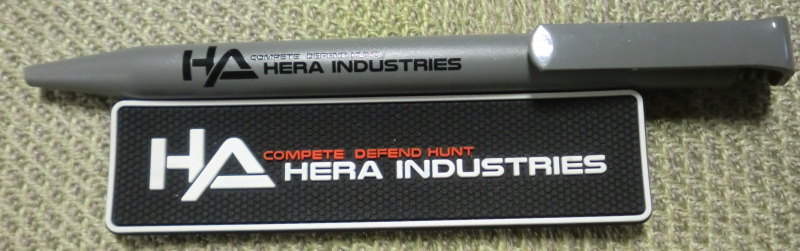 HA COMPETE DEFEND HUNT
HERA INDUSTRIES
HA COMPETE DEFEND HUNT
HERA INDUSTRIES